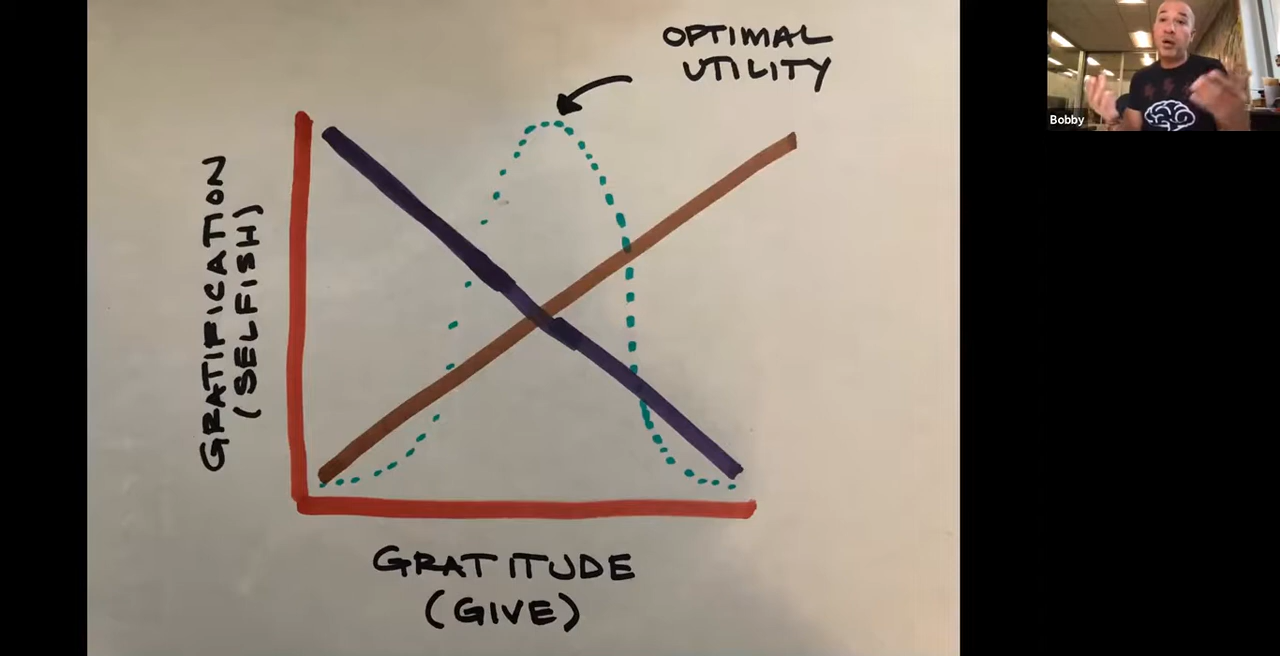 OPTIMAL
UTILITY
GRATIFICATION
(SELFISH)
GRATITUDE
(GIVE)
Bobby